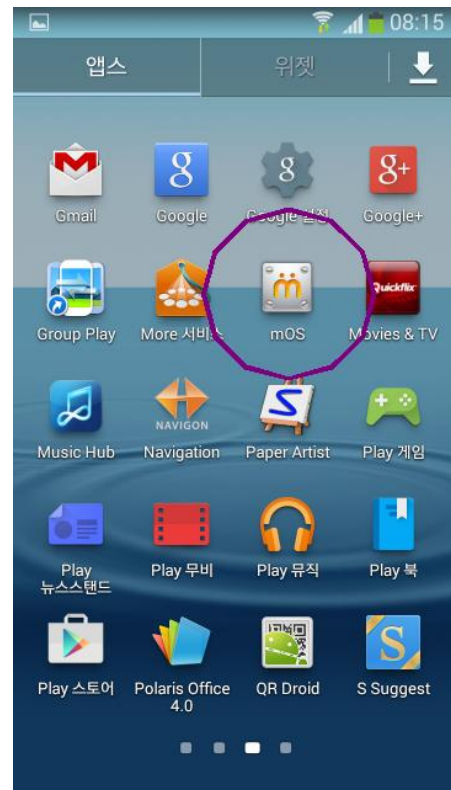 08:15
앱스
위젯
Gmail
Google
Google 설정
Google+
Group Play
More 서비스
mOS
Movies & TV
Quickflix
Music Hub
NAVIGON
Navigation
Paper Artist
Play 게임
Play
뉴스스탠드
Play 무비
Play 뮤직
Play 북
Play 스토어
Polaris Office
4.0
QR Droid
S Suggest